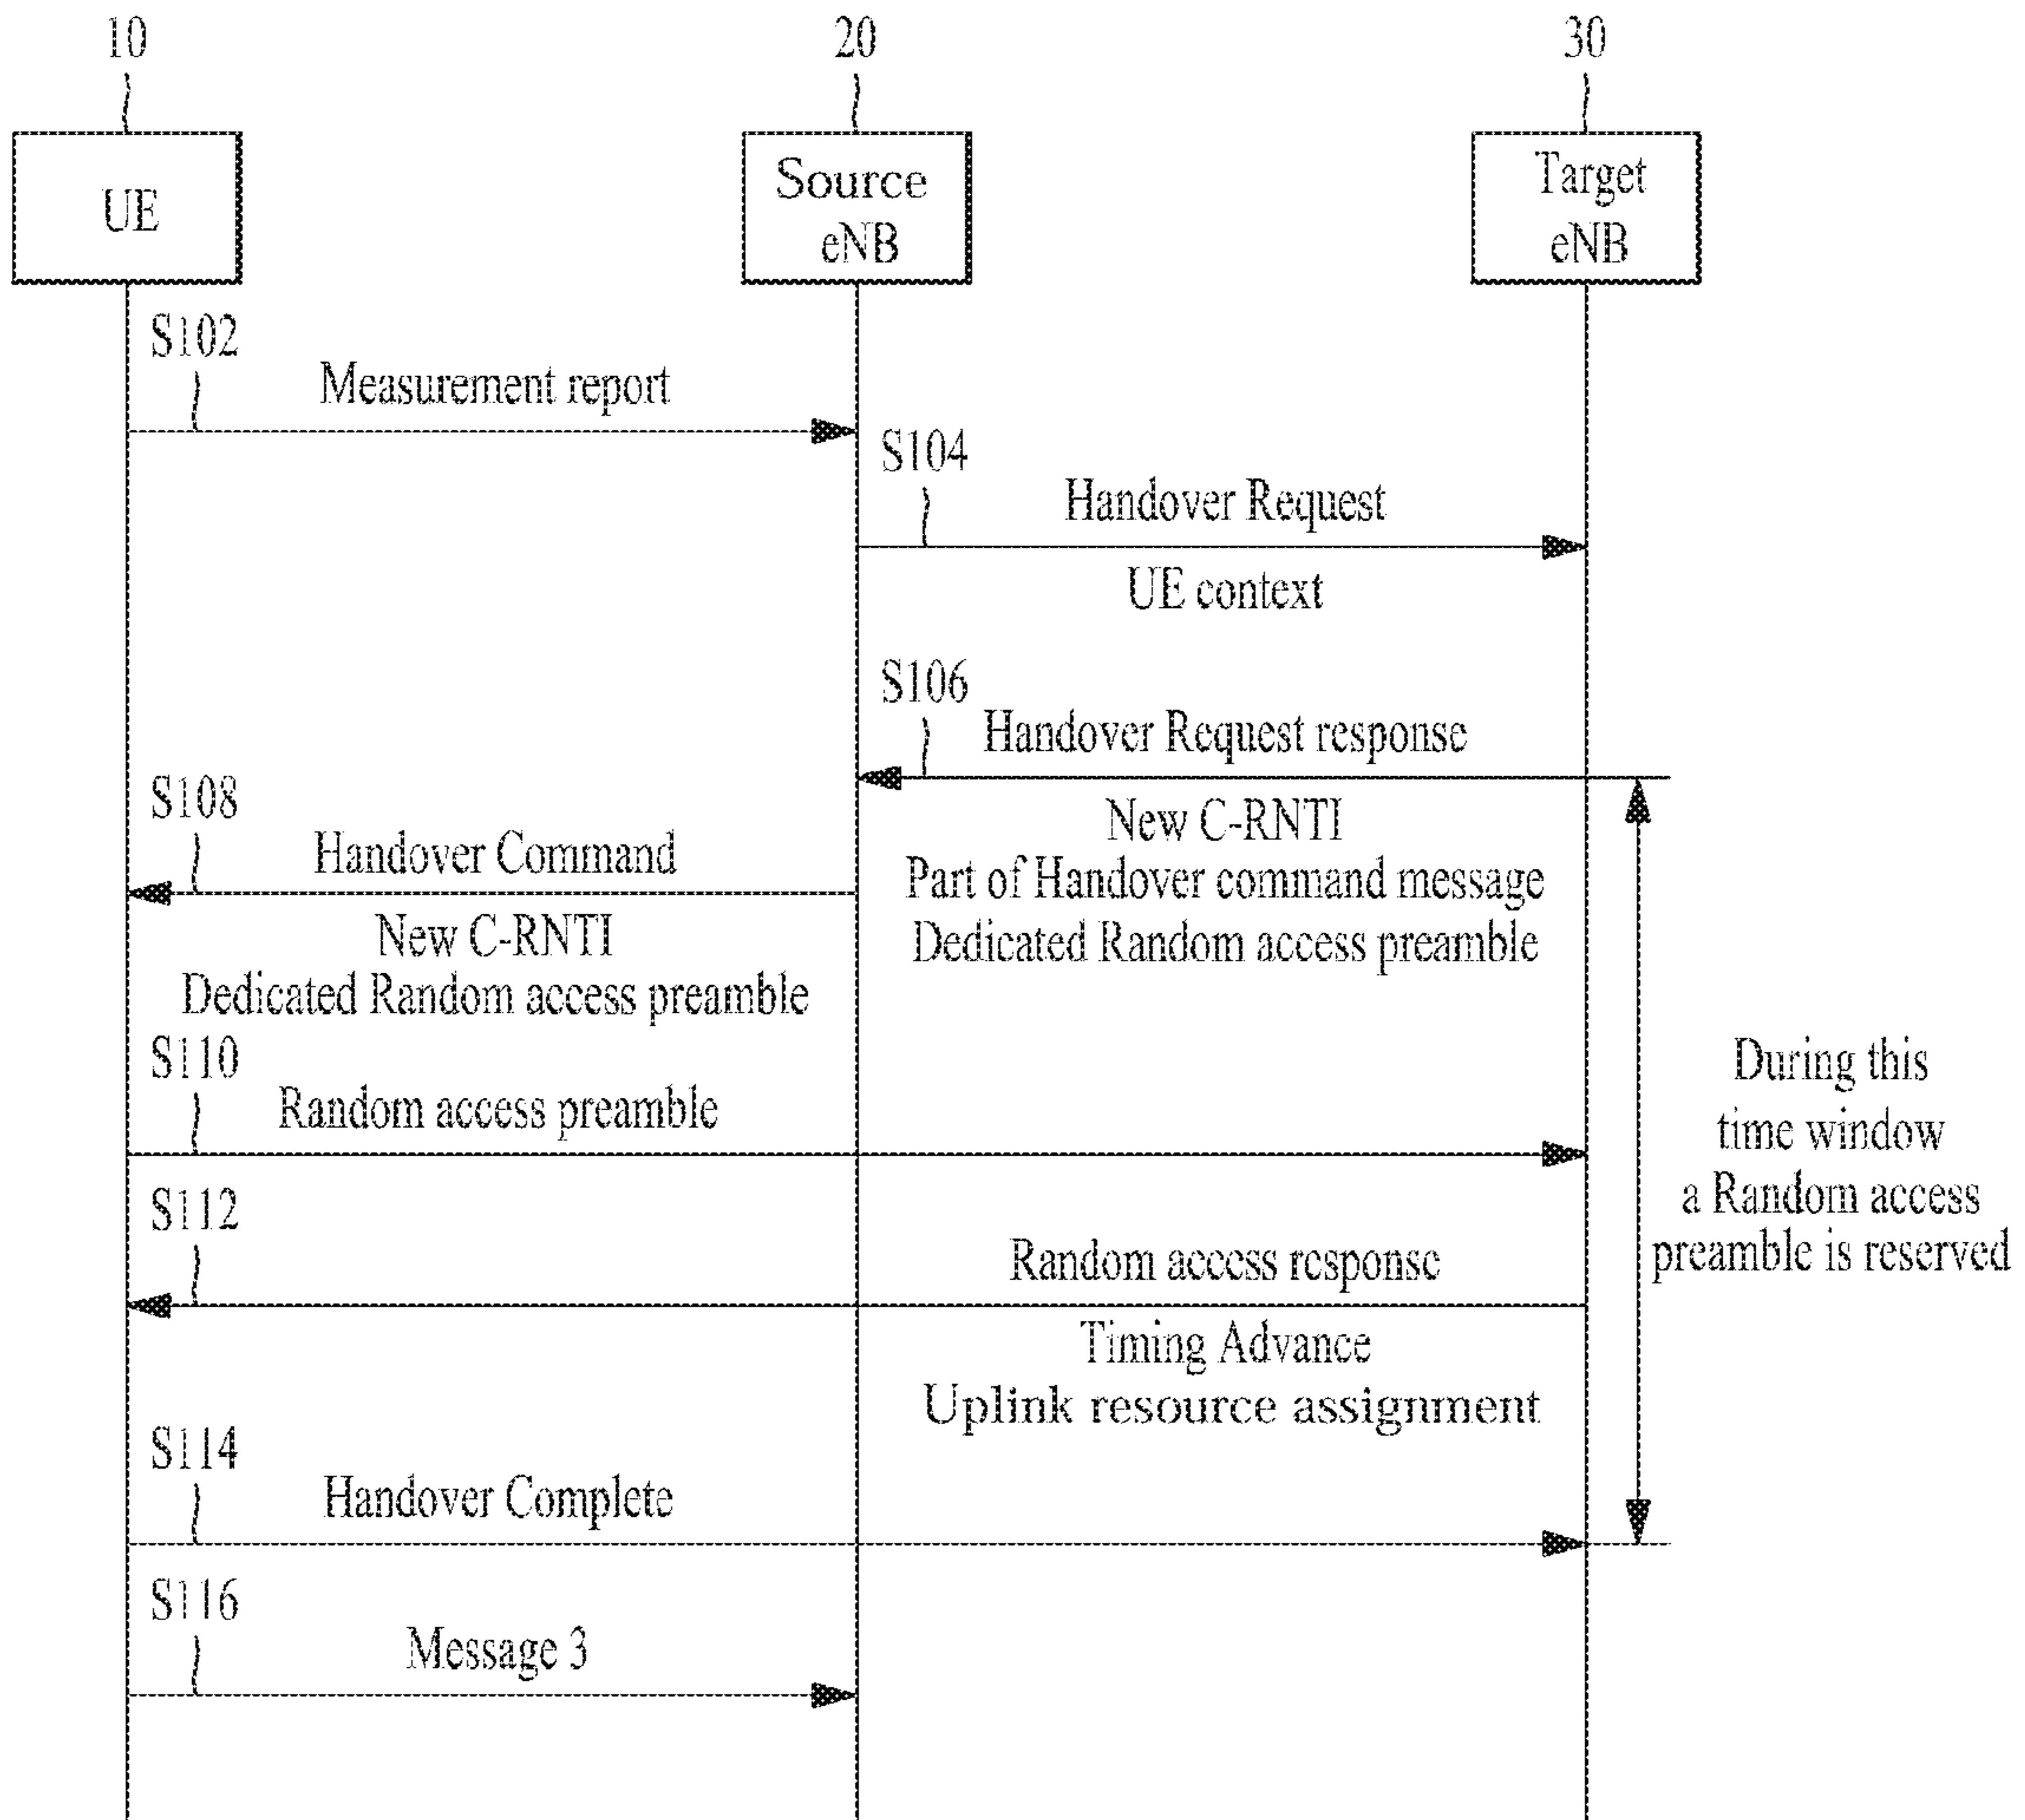 10
20
30
UE
Source
eNB
Target
eNB
S102
Measurement report
S104
Handover Request
UE context
S106
Handover Request response
S108
Handover Command
New C-RNTI
Part of Handover command message
Dedicated Random access preamble
New C-RNTI
Dedicated Random access preamble
S110
Random access preamble
During this
time window
a Random access
preamble is reserved
S112
Random access response
Timing Advance
Uplink resource assignment
S114
Handover Complete
S116
Message 3